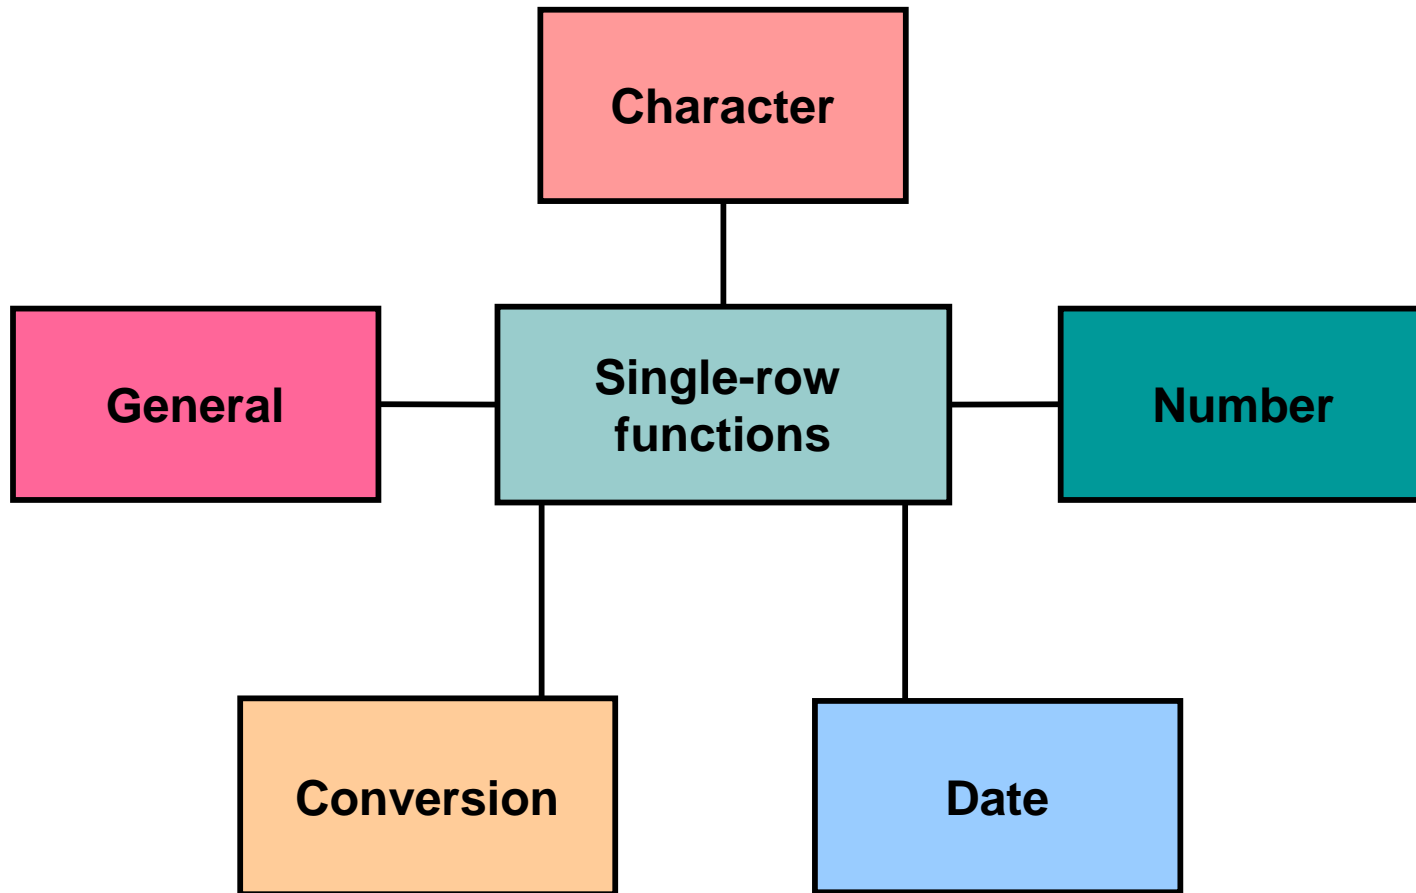 Character
General
Single-row
functions
Number
Conversion
Date